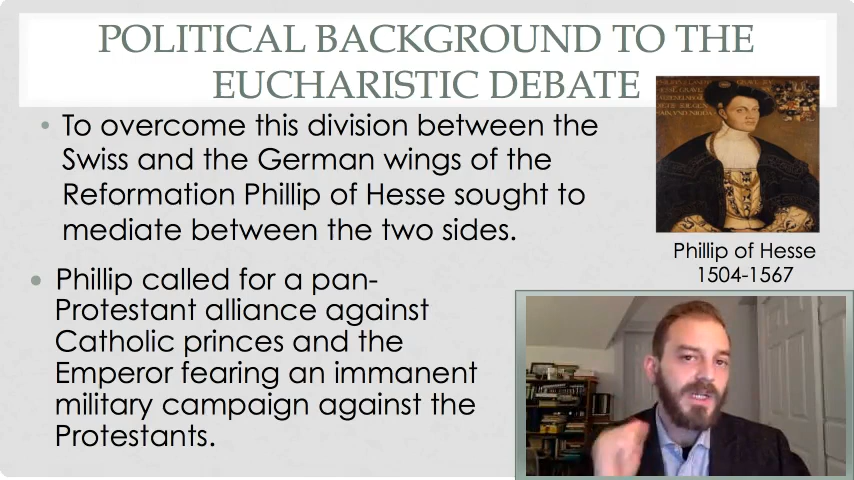 POLITICAL BACKGROUND TO THE
EUCHARISTIC DEBATE
• To overcome this division between the
Swiss and the German wings of the
Reformation Phillip of Hesse sought to
mediate between the two sides.
• Phillip called for a pan-
Protestant alliance against
Catholic princes and the
Emperor fearing an immanent
military campaign against the
Protestants.
Phillip of Hesse
1504-1567